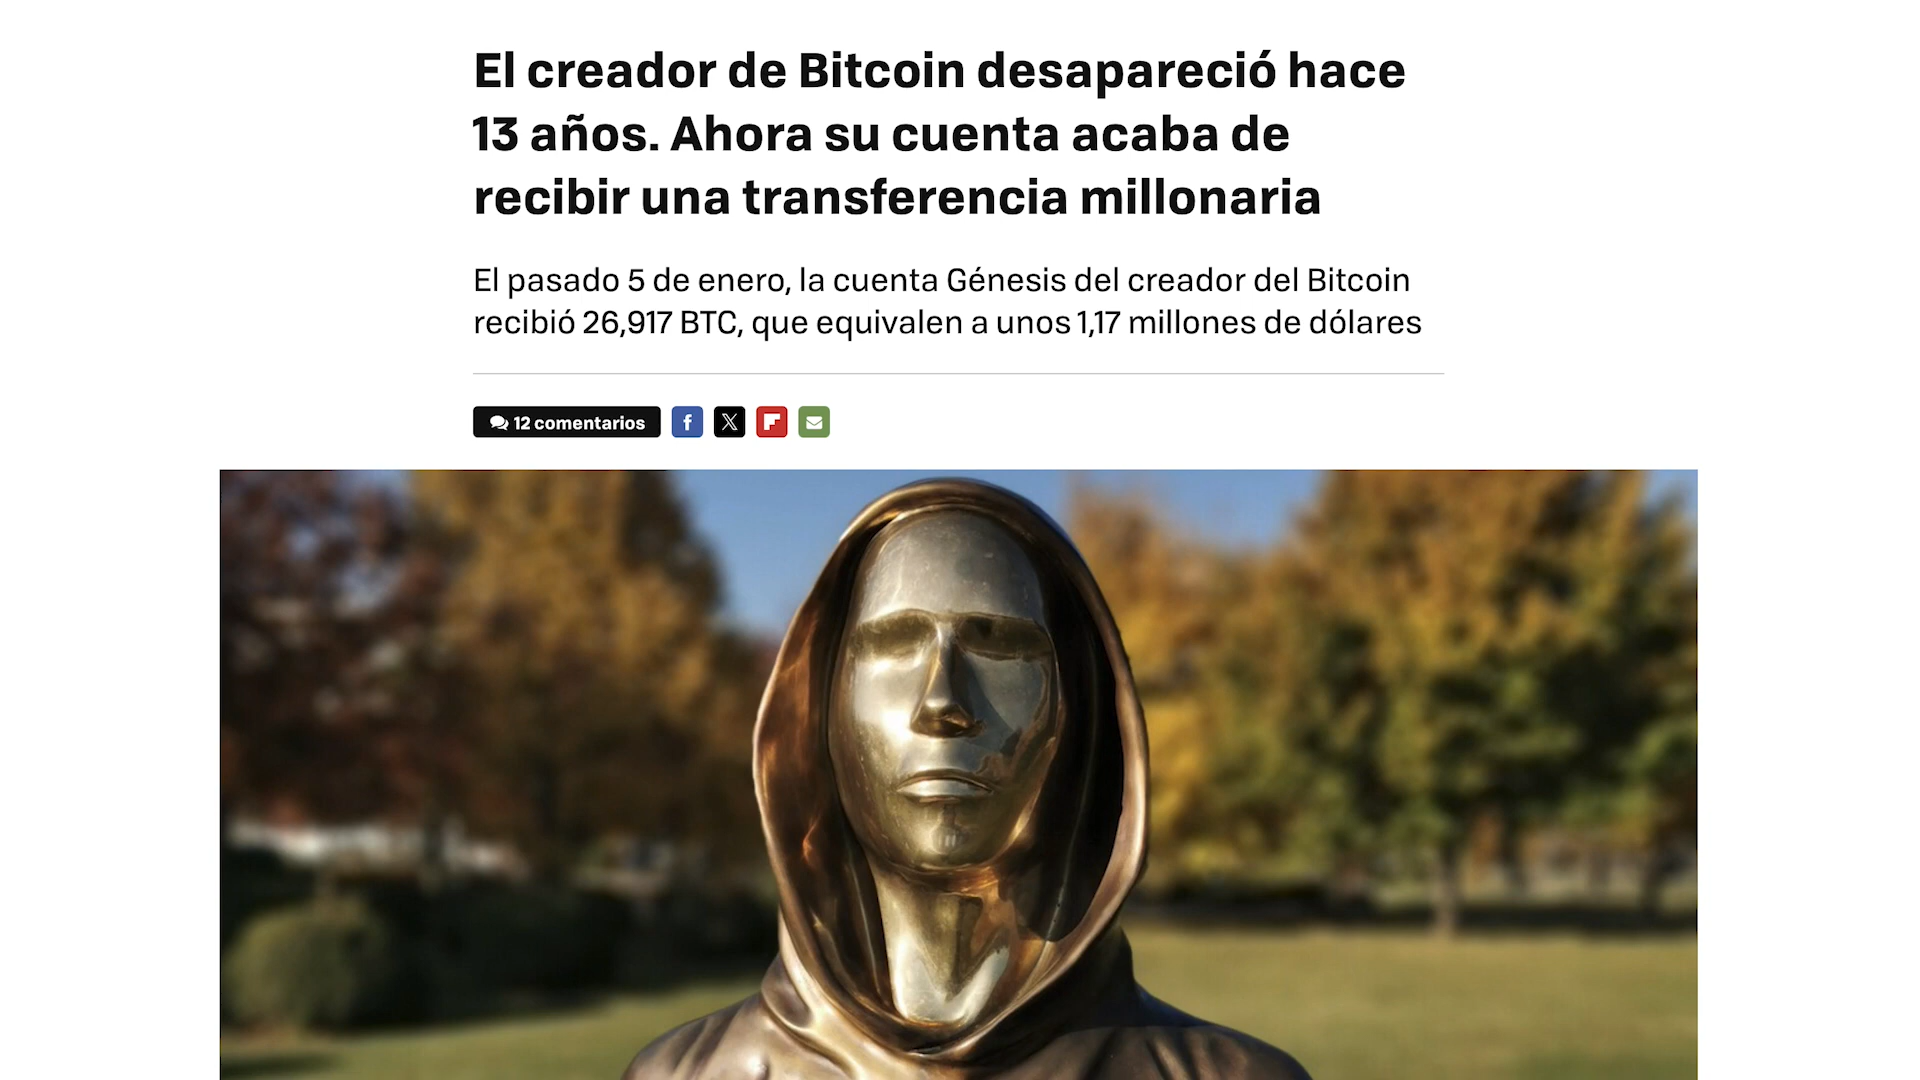 El creador de Bitcoin desapareció hace
13 años. Ahora su cuenta acaba de
recibir una transferencia millonaria
El pasado 5 de enero, la cuenta Génesis del creador del Bitcoin
recibió 26,917 BTC, que equivalen a unos 1,17 millones de dólares
12 comentarios